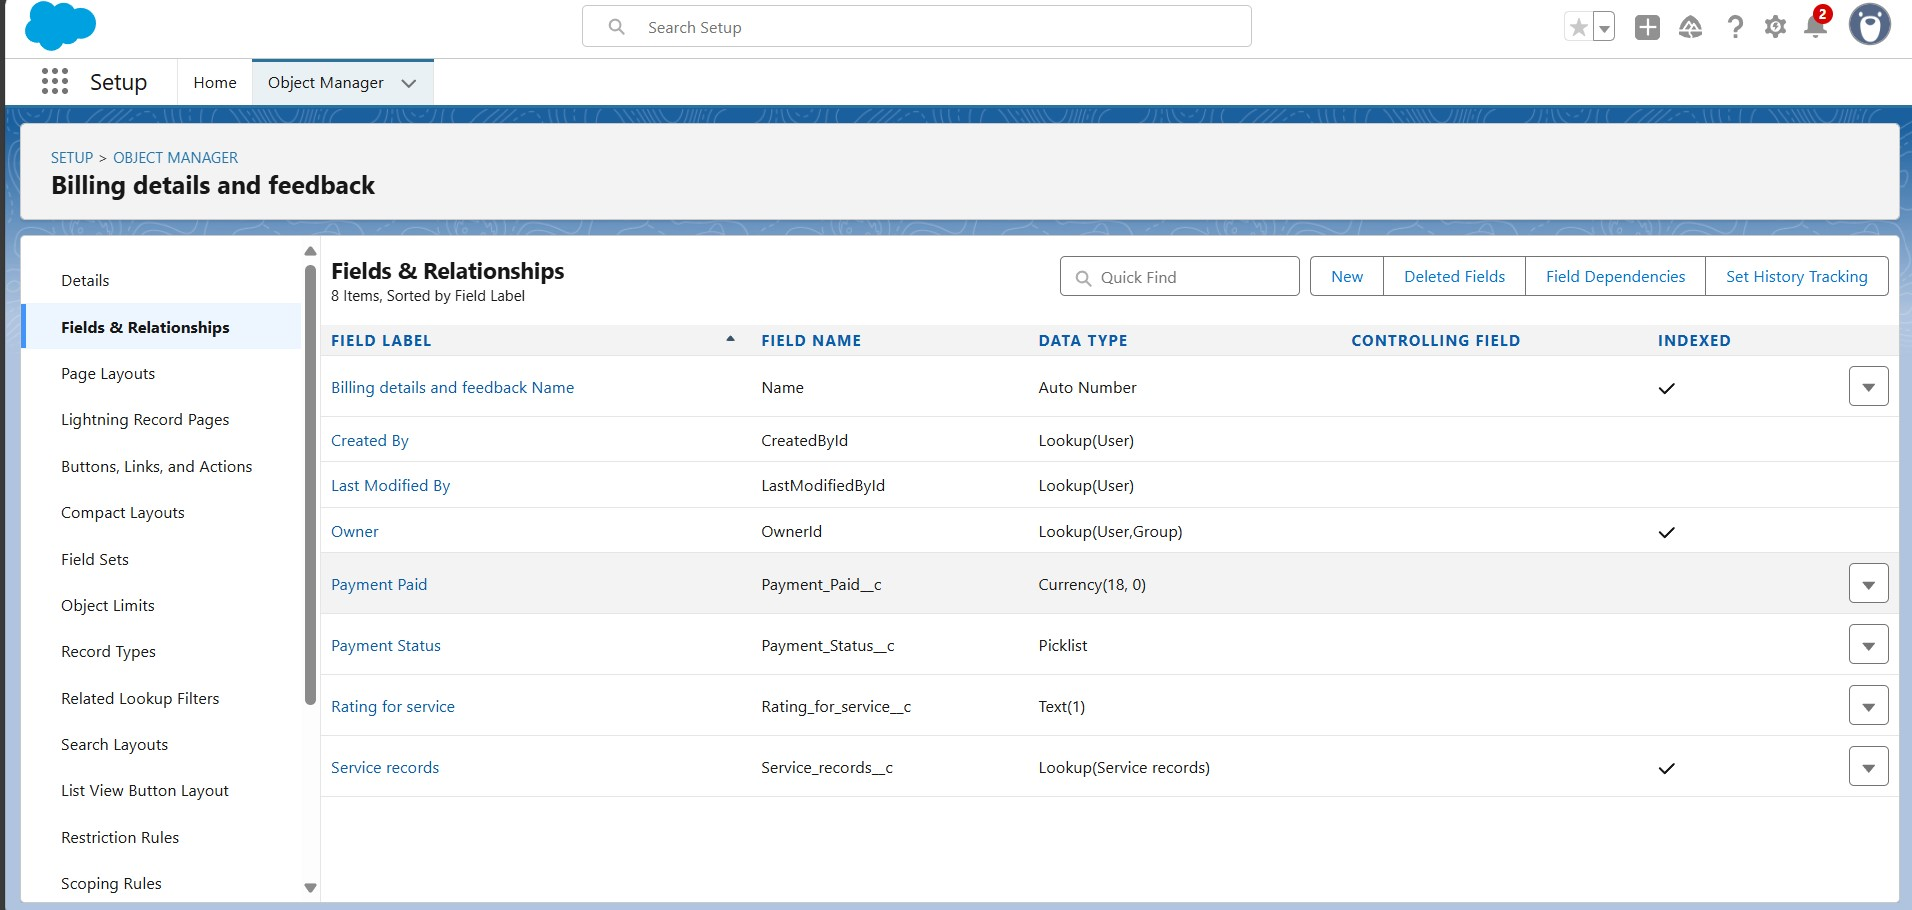 Search Setup
2
Setup
Home
Object Manager
SETUP > OBJECT MANAGER
Billing details and feedback
Details
Fields & Relationships
Page Layouts
Lightning Record Pages
Buttons, Links, and Actions
Compact Layouts
Field Sets
Object Limits
Record Types
Related Lookup Filters
Search Layouts
List View Button Layout
Restriction Rules
Scoping Rules
Fields & Relationships
8 Items, Sorted by Field Label
Quick Find
New
Deleted Fields
Field Dependencies
Set History Tracking
FIELD LABEL FIELD NAME DATA TYPE CONTROLLING FIELD INDEXED
Billing details and feedback Name Name Auto Number
Created By CreatedById Lookup(User)
Last Modified By LastModifiedById Lookup(User)
Owner OwnerId Lookup(User,Group)
Payment Paid Payment_Paid__c Currency(18, 0)
Payment Status Payment_Status__c Picklist
Rating for service Rating_for_service__c Text(1)
Service records Service_records__c Lookup(Service records)